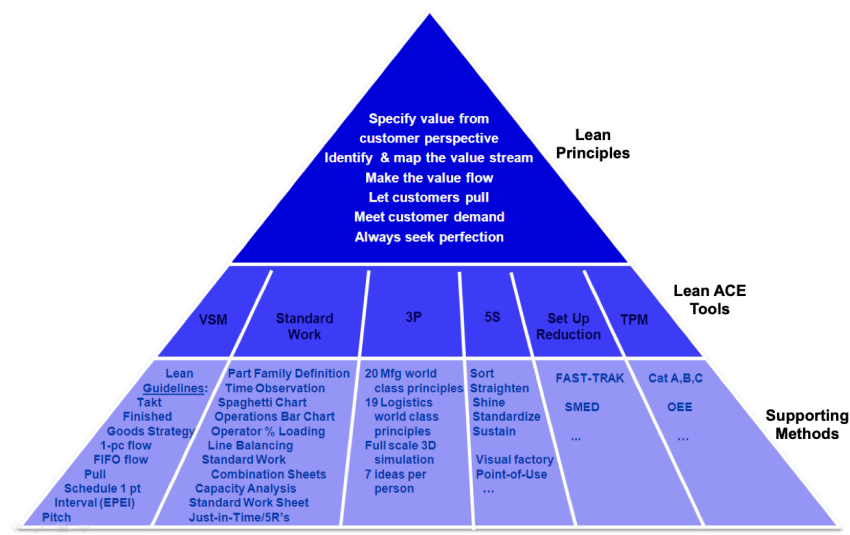 Specify value from
customer perspective
Identify & map the value stream
Make the value flow
Let customers pull
Meet customer demand
Always seek perfection
Lean
Principles
VSM
Standard
Work
3P
5S
Set Up
Reduction
TPM
Lean ACE
Tools
Lean
Guidelines:
Takt
Finished
Goods Strategy
1-pc flow
FIFO flow
Pull
Schedule 1 pt
Interval (EPEI)
Pitch
Part Family Definition
Time Observation
Spaghetti Chart
Operations Bar Chart
Operator % Loading
Line Balancing
Standard Work
Combination Sheets
Capacity Analysis
Standard Work Sheet
Just-in-Time/5R's
20 Mfg world
class principles
19 Logistics
world class
principles
Full scale 3D
simulation
7 ideas per
person
Sort
Straighten
Shine
Standardize
Sustain
Visual factory
Point-of-Use
...
FAST-TRAK
SMED
...
Cat A,B,C
OEE
...
Supporting
Methods